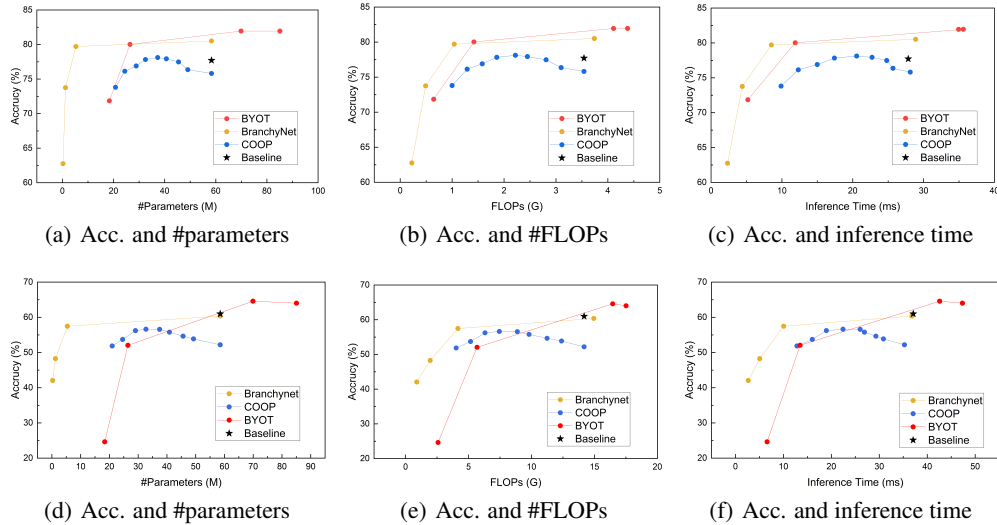 85
80
75
70
65
60
Accrucy (%)
0
20
40
60
80
100
#Parameters (M)
BYOT
BranchyNet
COOP
Baseline
(a) Acc. and #parameters
85
80
75
70
65
60
Accrucy (%)
0
1
2
3
4
5
FLOPs (G)
BYOT
BranchyNet
COOP
Baseline
(b) Acc. and #FLOPs
85
80
75
70
65
60
Accrucy (%)
0
10
20
30
40
Inference Time (ms)
BYOT
BranchyNet
COOP
Baseline
(c) Acc. and inference time
70
60
50
40
30
20
Accrucy (%)
0
10
20
30
40
50
60
70
80
90
#Parameters (M)
Branchynet
COOP
BYOT
Baseline
(d) Acc. and #parameters
70
60
50
40
30
20
Accrucy (%)
0
5
10
15
20
FLOPs (G)
Branchynet
COOP
BYOT
Baseline
(e) Acc. and #FLOPs
70
60
50
40
30
20
Accrucy (%)
0
10
20
30
40
50
Inference Time (ms)
Branchynet
COOP
BYOT
Baseline
(f) Acc. and inference time